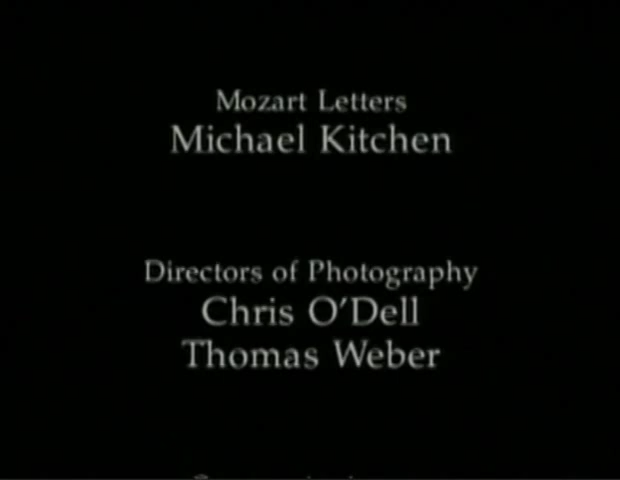 Mozart Letters
Michael Kitchen
Directors of Photography
Chris O'Dell
Thomas Weber